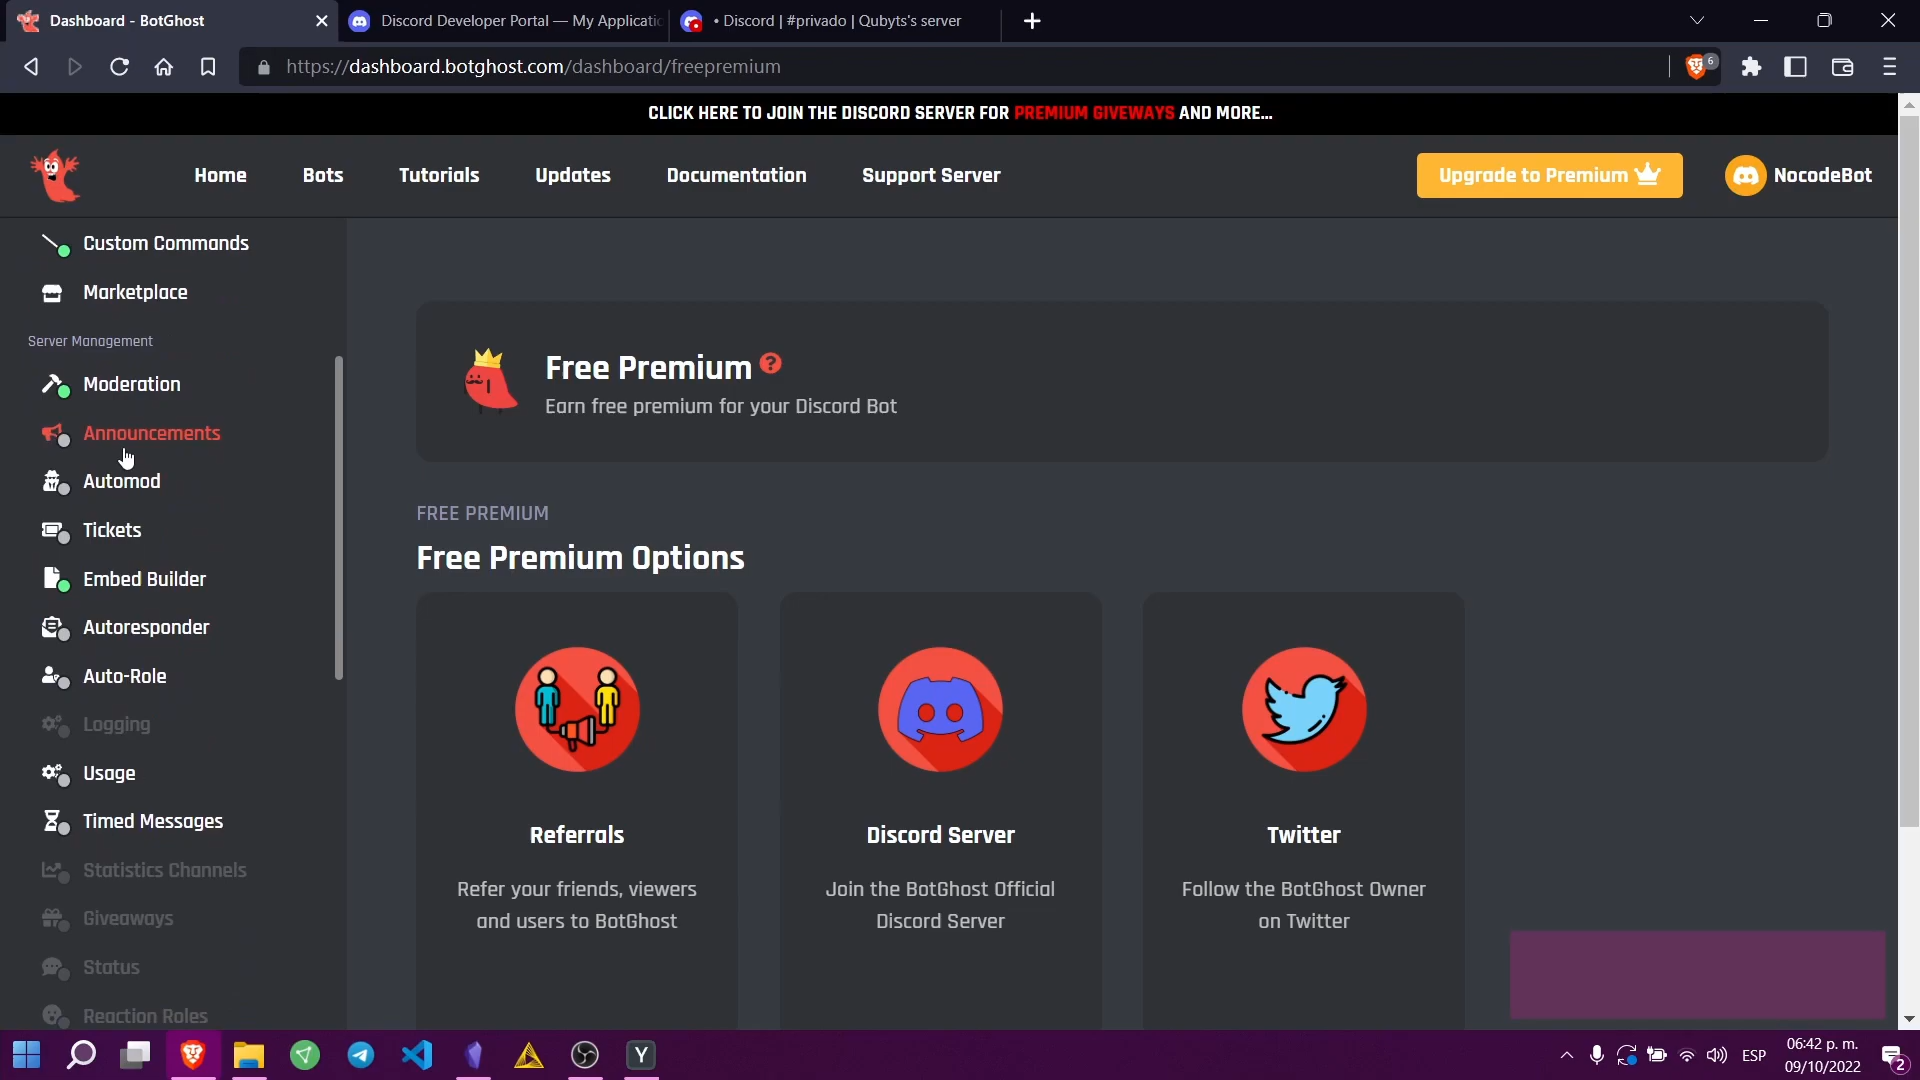 Dashboard - BotGhost
Discord Developer Portal — My Applicatio
• Discord | #privado | Qubyts's server
https://dashboard.botghost.com/dashboard/freepremium
6
CLICK HERE TO JOIN THE DISCORD SERVER FOR PREMIUM GIVEWAYS AND MORE...
Home
Bots
Tutorials
Updates
Documentation
Support Server
Upgrade to Premium
NocodeBot
Custom Commands
Marketplace
Server Management
Moderation
Announcements
Automod
Tickets
Embed Builder
Autoresponder
Auto-Role
Logging
Usage
Timed Messages
Statistics Channels
Giveaways
Status
Reaction Roles
Free Premium ?
Earn free premium for your Discord Bot
FREE PREMIUM
Free Premium Options
Referrals
Refer your friends, viewers
and users to BotGhost
Discord Server
Join the BotGhost Official
Discord Server
Twitter
Follow the BotGhost Owner
on Twitter
Y
ESP
06:42 p. m.
09/10/2022
2